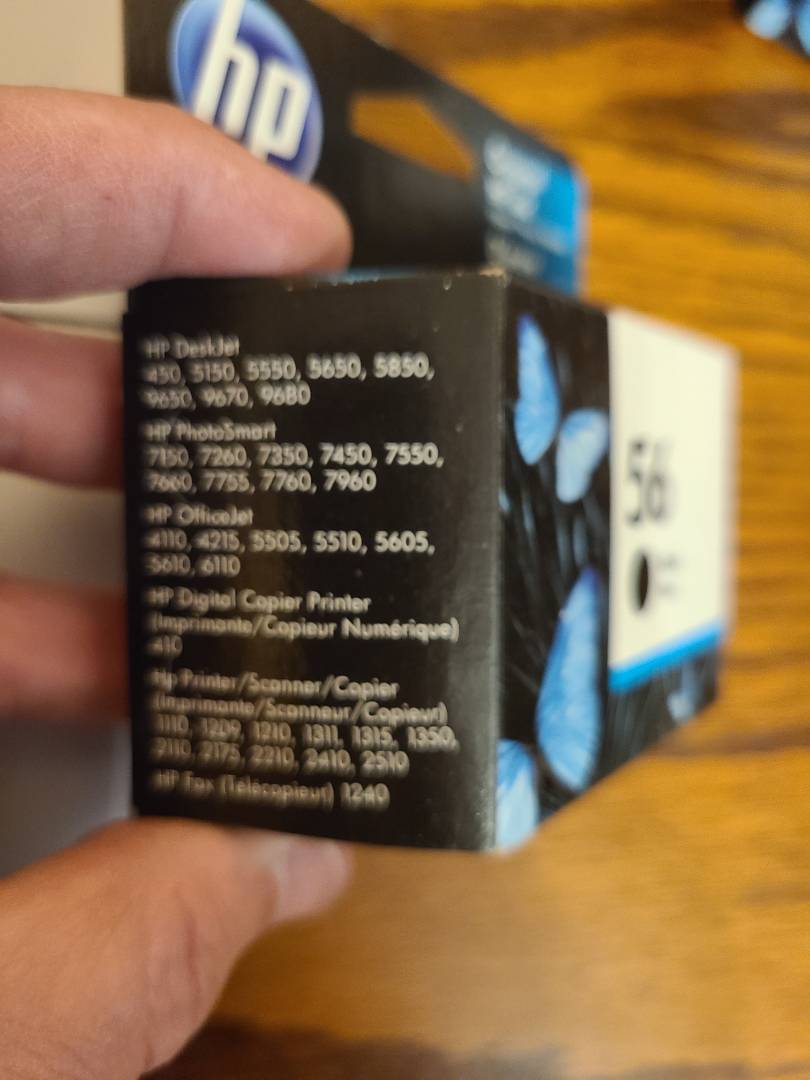 hp
HP DeskJet
450, 5150, 5550, 5650, 5850,
9650, 9670, 9680
HP PhotoSmart
7150, 7260, 7350, 7450, 7550,
7660, 7755, 7760, 7960
HP OfficeJet
4110, 4215, 5505, 5510, 5605,
5610, 6110
HP Digital Copier Printer
(Imprimante/Copieur Numérique)
410
Hp Printer/Scanner/Copier
(Imprimante/Scanneur/Copieur)
1110, 1209, 1210, 1311, 1315, 1350,
2110, 2175, 2210, 2410, 2510
HP Fax (Télécopieur) 1240
56